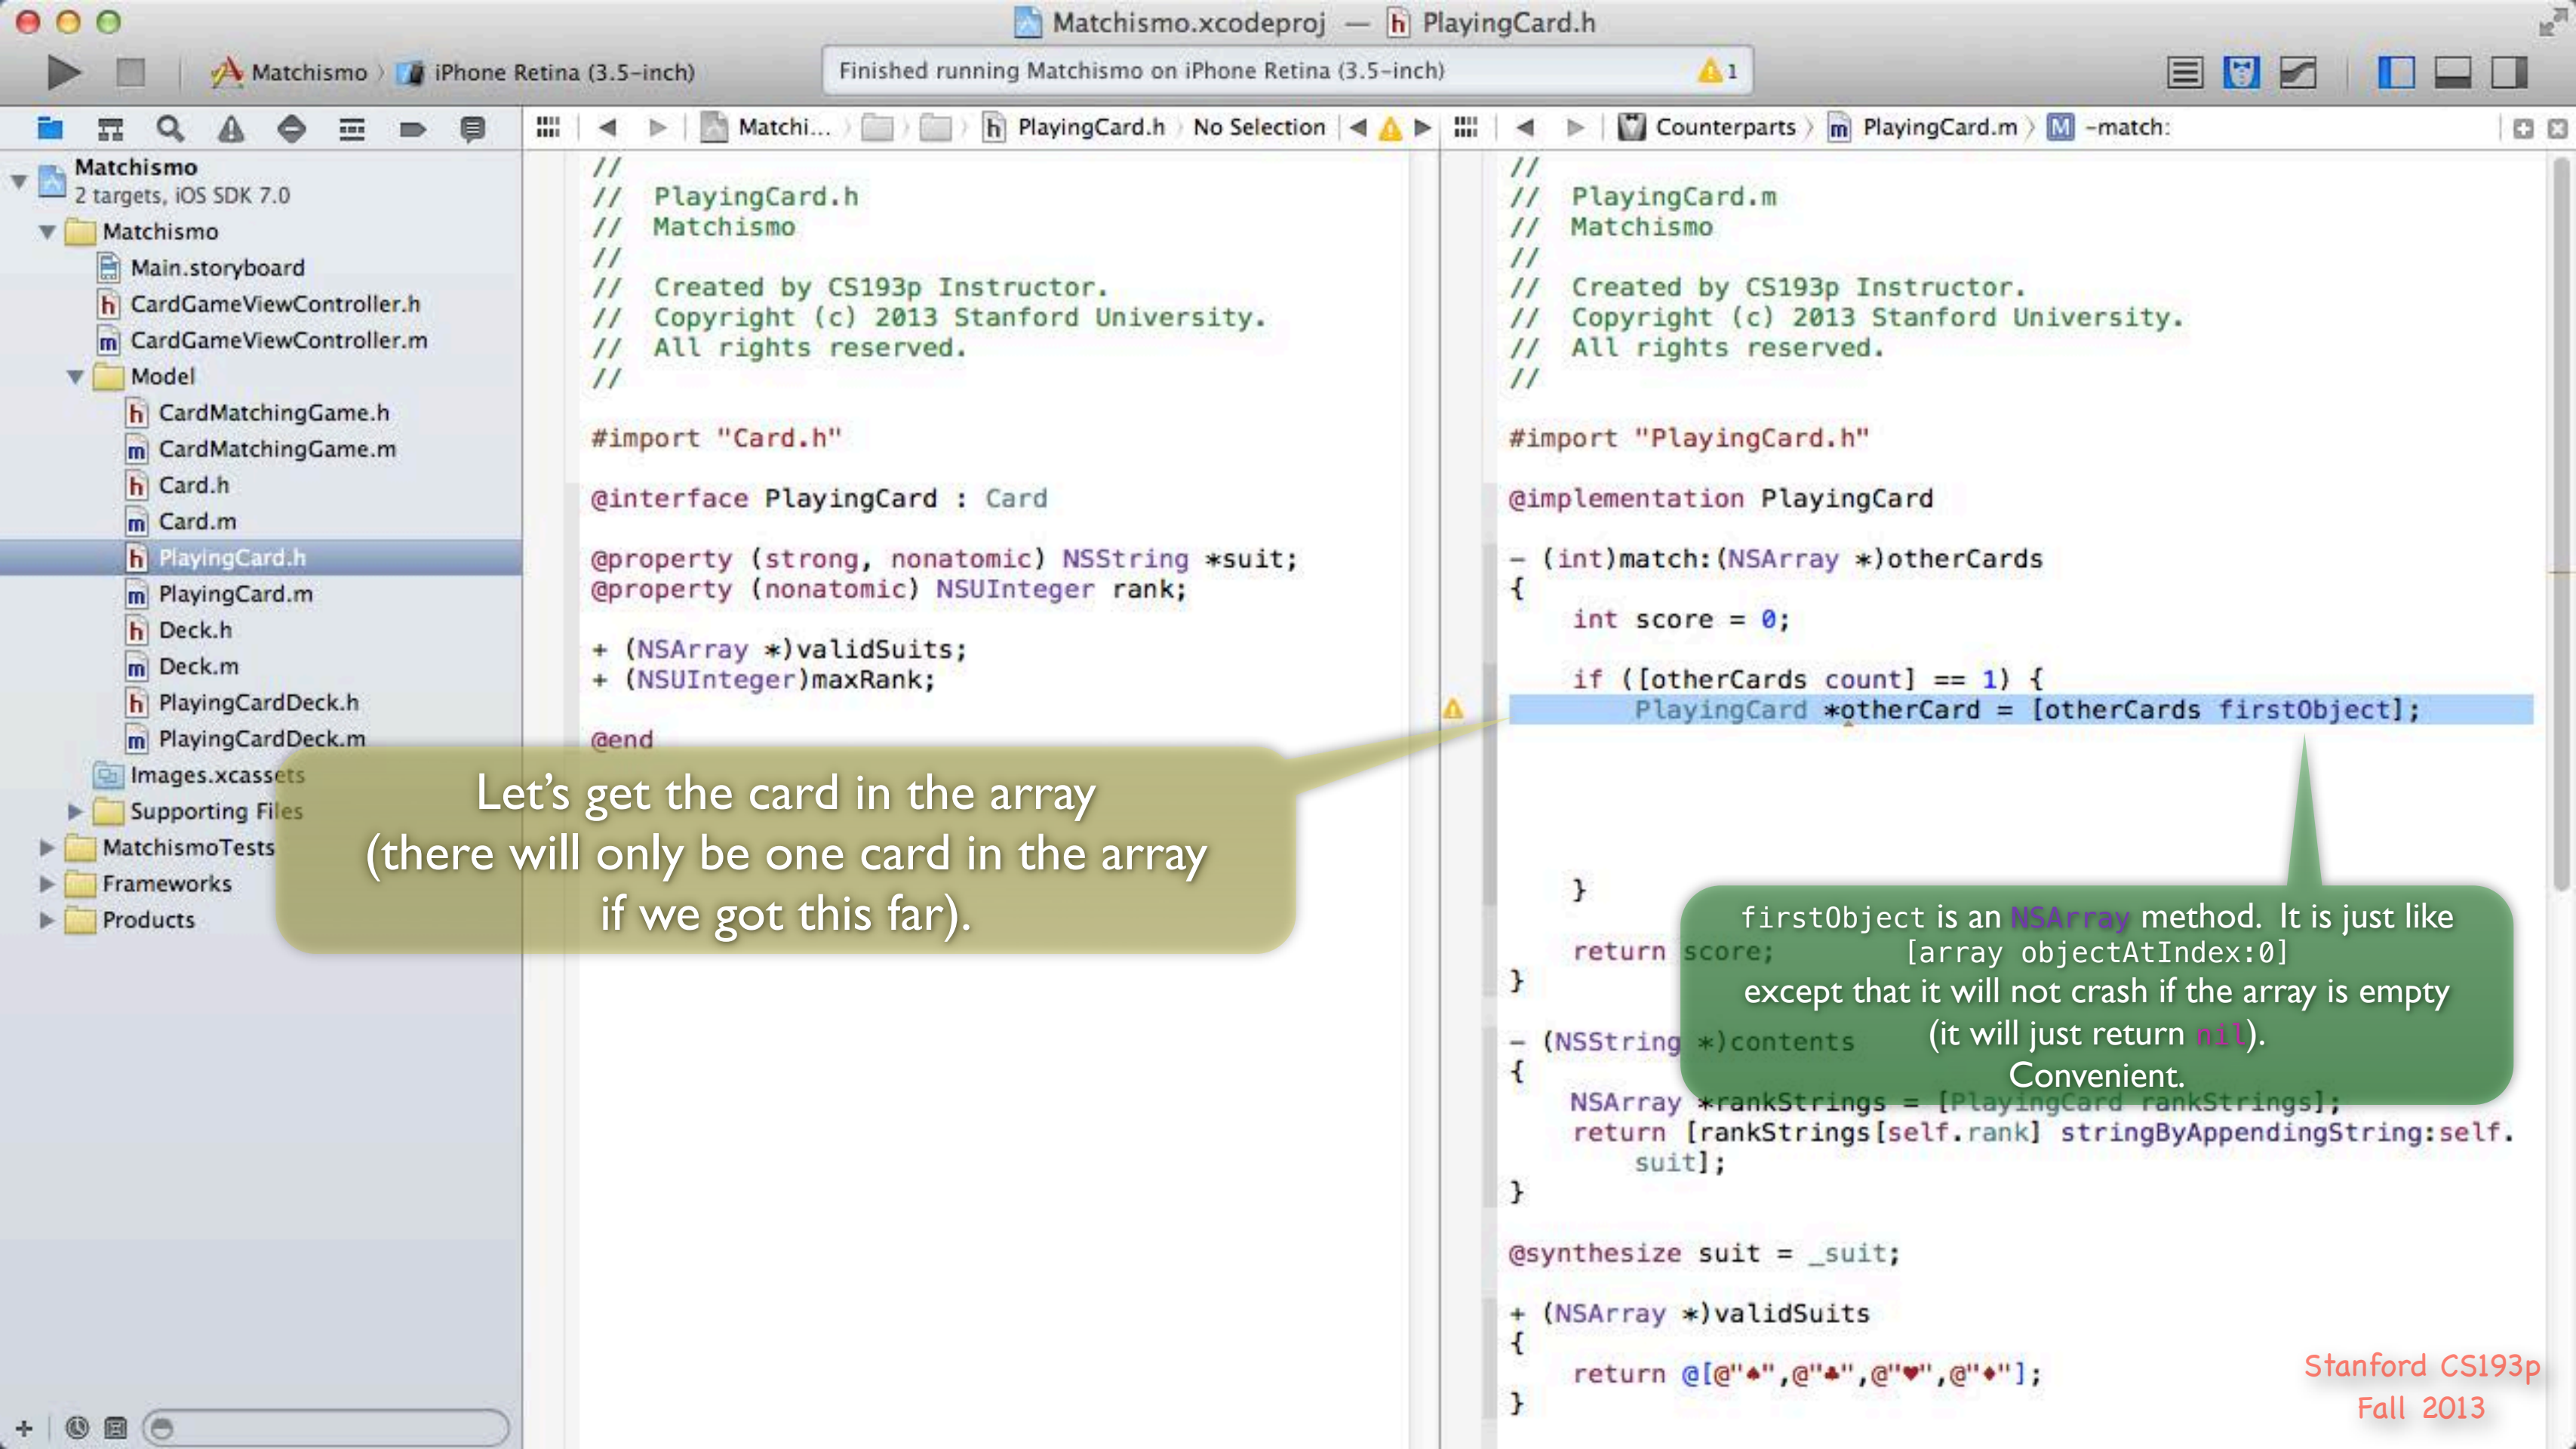 Matchismo.xcodeproj — PlayingCard.h
Matchismo
iPhone Retina (3.5-inch)
Finished running Matchismo on iPhone Retina (3.5-inch)
1
Matchi...
PlayingCard.h
No Selection
Counterparts
PlayingCard.m
-match:
Matchismo
2 targets, iOS SDK 7.0
Matchismo
Main.storyboard
CardGameViewController.h
CardGameViewController.m
Model
CardMatchingGame.h
CardMatchingGame.m
Card.h
Card.m
PlayingCard.h
PlayingCard.m
Deck.h
Deck.m
PlayingCardDeck.h
PlayingCardDeck.m
Images.xcassets
Supporting Files
MatchismoTests
Frameworks
Products
//
//  PlayingCard.h
//  Matchismo
//
//  Created by CS193p Instructor.
//  Copyright (c) 2013 Stanford University.
//  All rights reserved.
//
#import "Card.h"
@interface PlayingCard : Card
@property (strong, nonatomic) NSString *suit;
@property (nonatomic) NSUInteger rank;
+ (NSArray *)validSuits;
+ (NSUInteger)maxRank;
@end
Let's get the card in the array
(there will only be one card in the array
if we got this far).
//
//  PlayingCard.m
//  Matchismo
//
//  Created by CS193p Instructor.
//  Copyright (c) 2013 Stanford University.
//  All rights reserved.
//
#import "PlayingCard.h"
@implementation PlayingCard
- (int)match:(NSArray *)otherCards
{
int score = 0;
if ([otherCards count] == 1) {
PlayingCard *otherCard = [otherCards firstObject];
}
return score;
}
firstObject is an NSArray method. It is just like
[array objectAtIndex:0]
except that it will not crash if the array is empty
(it will just return nil).
Convenient.
- (NSString *)contents
{
NSArray *rankStrings = [PlayingCard rankStrings];
return [rankStrings[self.rank] stringByAppendingString:self.
suit];
}
@synthesize suit = _suit;
+ (NSArray *)validSuits
{
return @[@"♠",@"♣",@"♥",@"♦"];
}
Stanford CS193p
Fall 2013